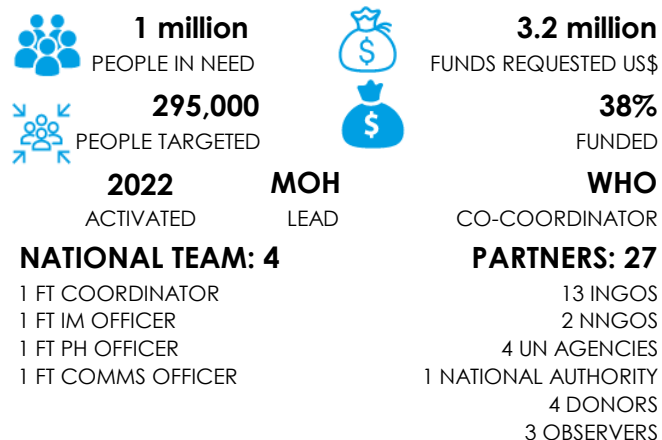 1 million
PEOPLE IN NEED
$
3.2 million
FUNDS REQUESTED US$
295,000
PEOPLE TARGETED
$
38%
FUNDED
2022
ACTIVATED
MOH
LEAD
WHO
CO-COORDINATOR
NATIONAL TEAM: 4
1 FT COORDINATOR
1 FT IM OFFICER
1 FT PH OFFICER
1 FT COMMS OFFICER
PARTNERS: 27
13 INGOS
2 NNGOS
4 UN AGENCIES
1 NATIONAL AUTHORITY
4 DONORS
3 OBSERVERS